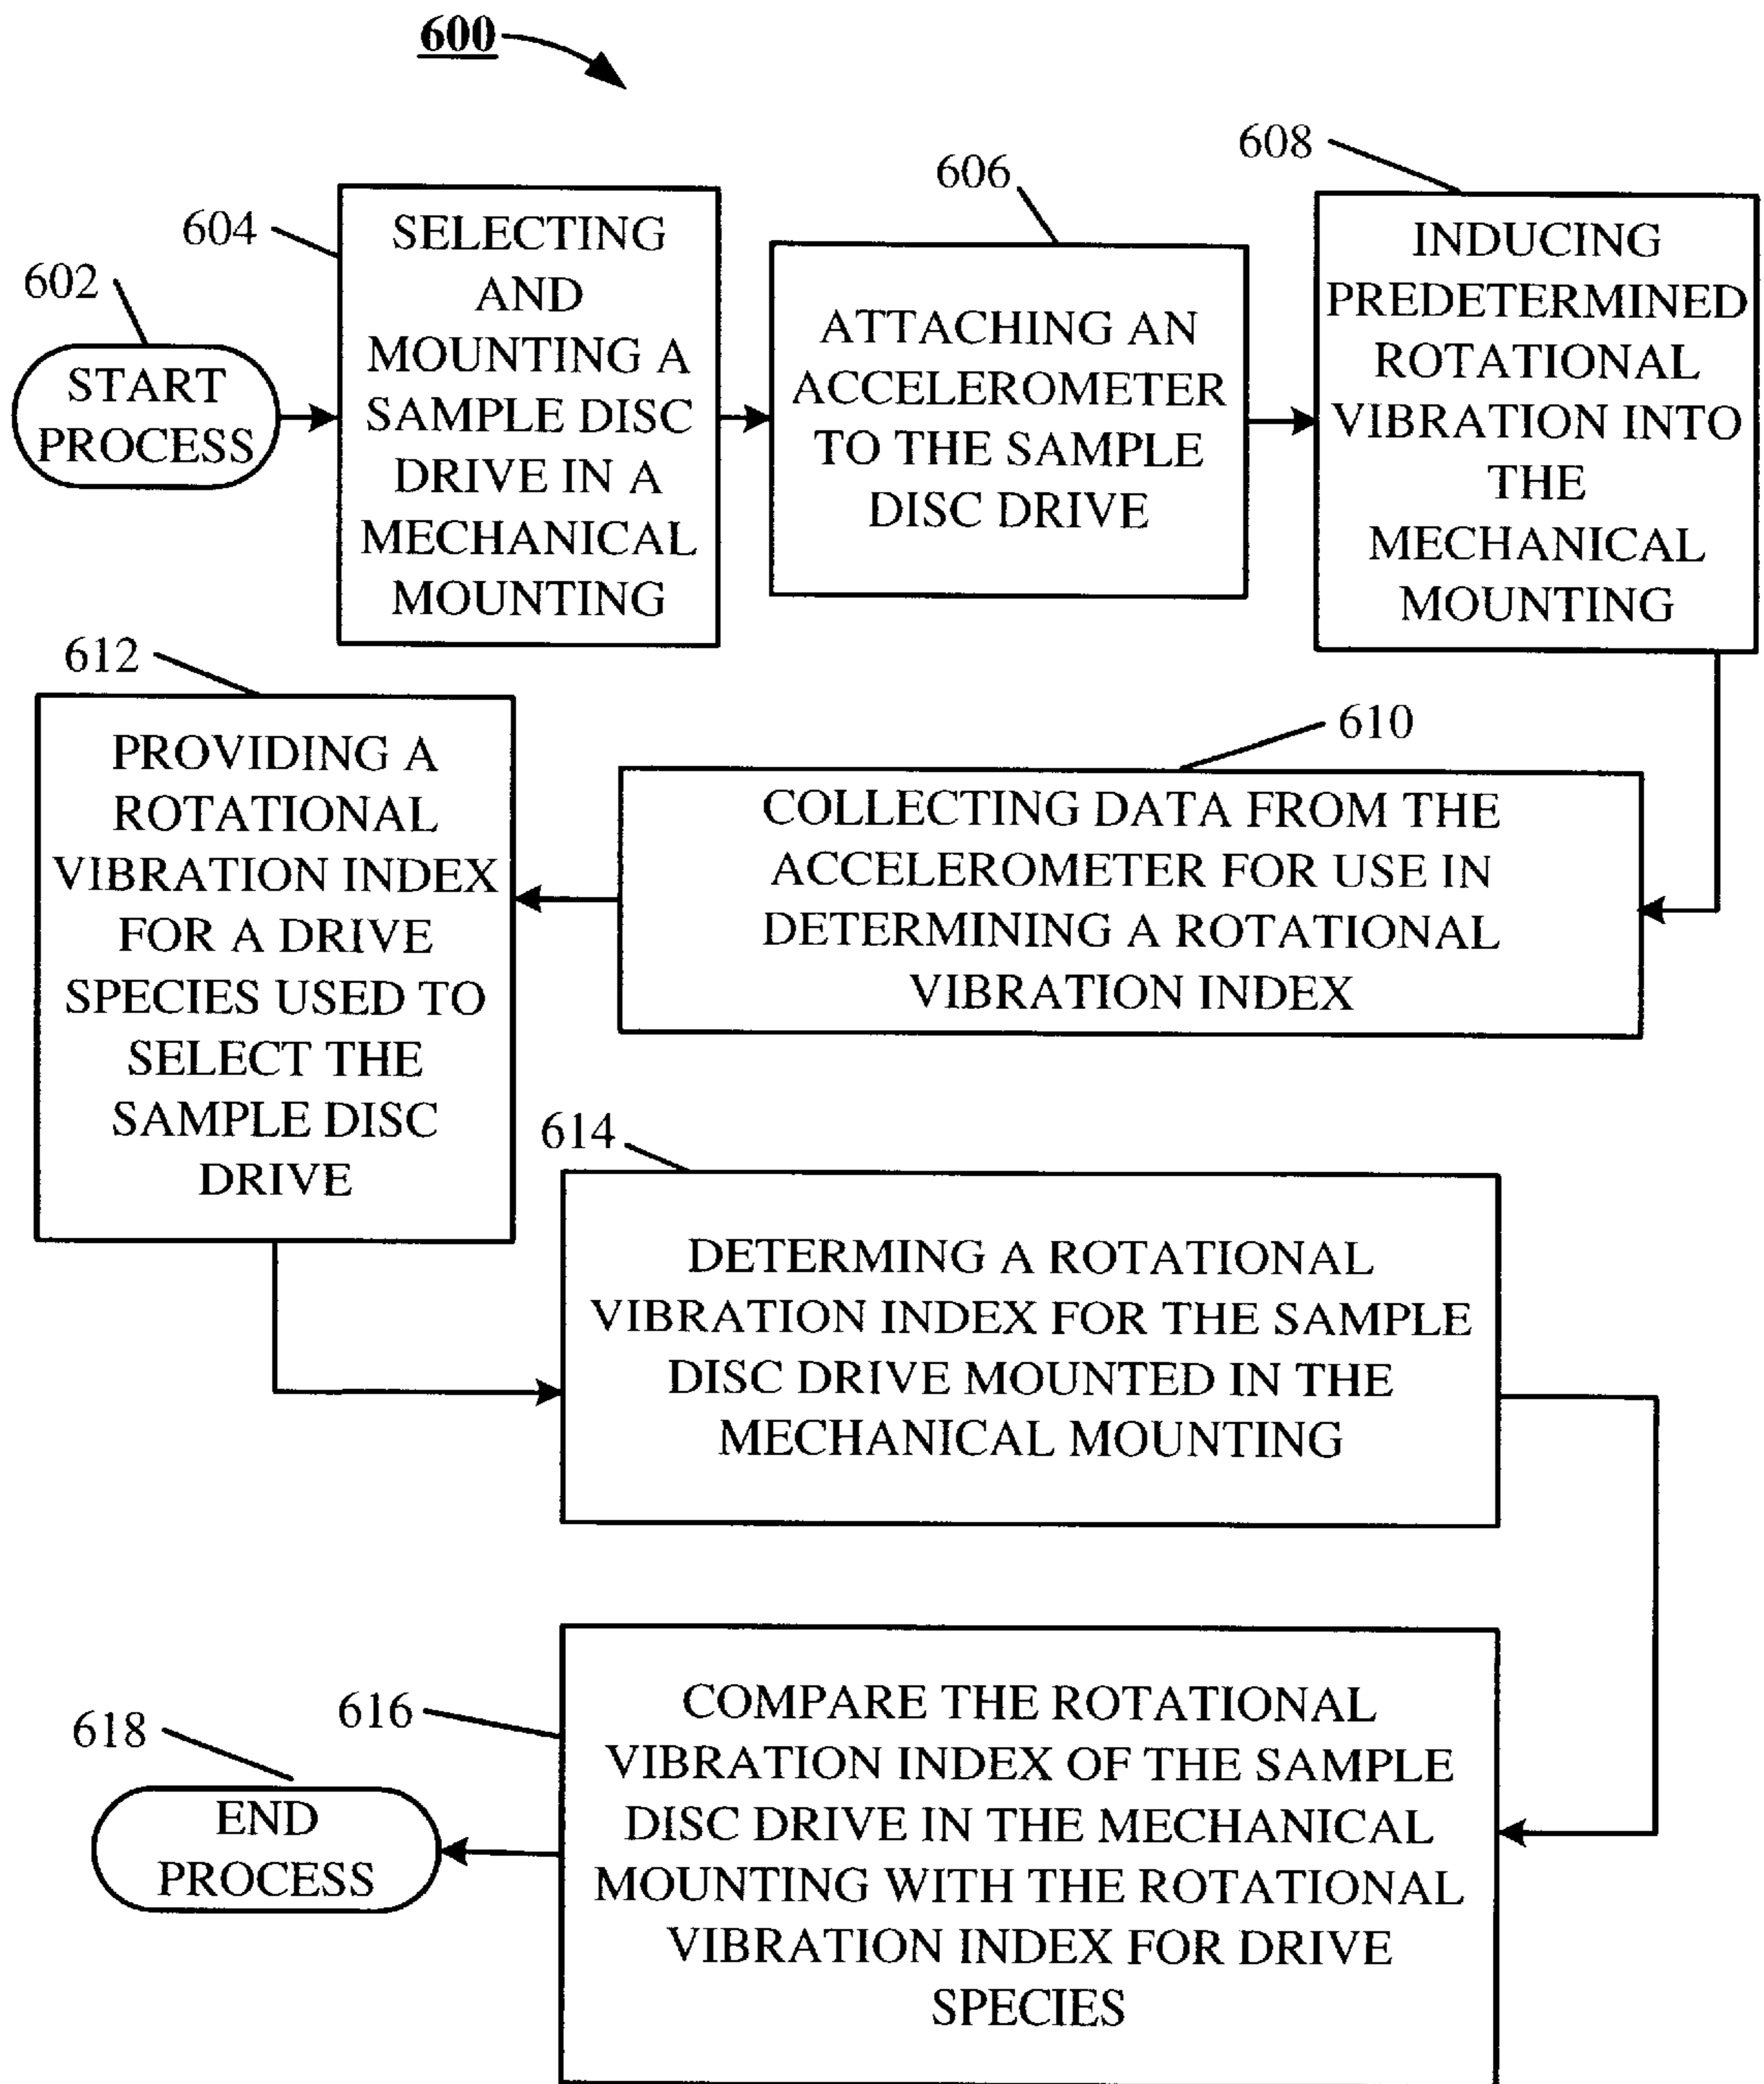 600
602
START
PROCESS
604
SELECTING
AND
MOUNTING A
SAMPLE DISC
DRIVE IN A
MECHANICAL
MOUNTING
606
ATTACHING AN
ACCELEROMETER
TO THE SAMPLE
DISC DRIVE
608
INDUCING
PREDETERMINED
ROTATIONAL
VIBRATION INTO
THE
MECHANICAL
MOUNTING
610
COLLECTING DATA FROM THE
ACCELEROMETER FOR USE IN
DETERMINING A ROTATIONAL
VIBRATION INDEX
612
PROVIDING A
ROTATIONAL
VIBRATION INDEX
FOR A DRIVE
SPECIES USED TO
SELECT THE
SAMPLE DISC
DRIVE
614
DETERMING A ROTATIONAL
VIBRATION INDEX FOR THE SAMPLE
DISC DRIVE MOUNTED IN THE
MECHANICAL MOUNTING
616
COMPARE THE ROTATIONAL
VIBRATION INDEX OF THE SAMPLE
DISC DRIVE IN THE MECHANICAL
MOUNTING WITH THE ROTATIONAL
VIBRATION INDEX FOR DRIVE
SPECIES
618
END
PROCESS